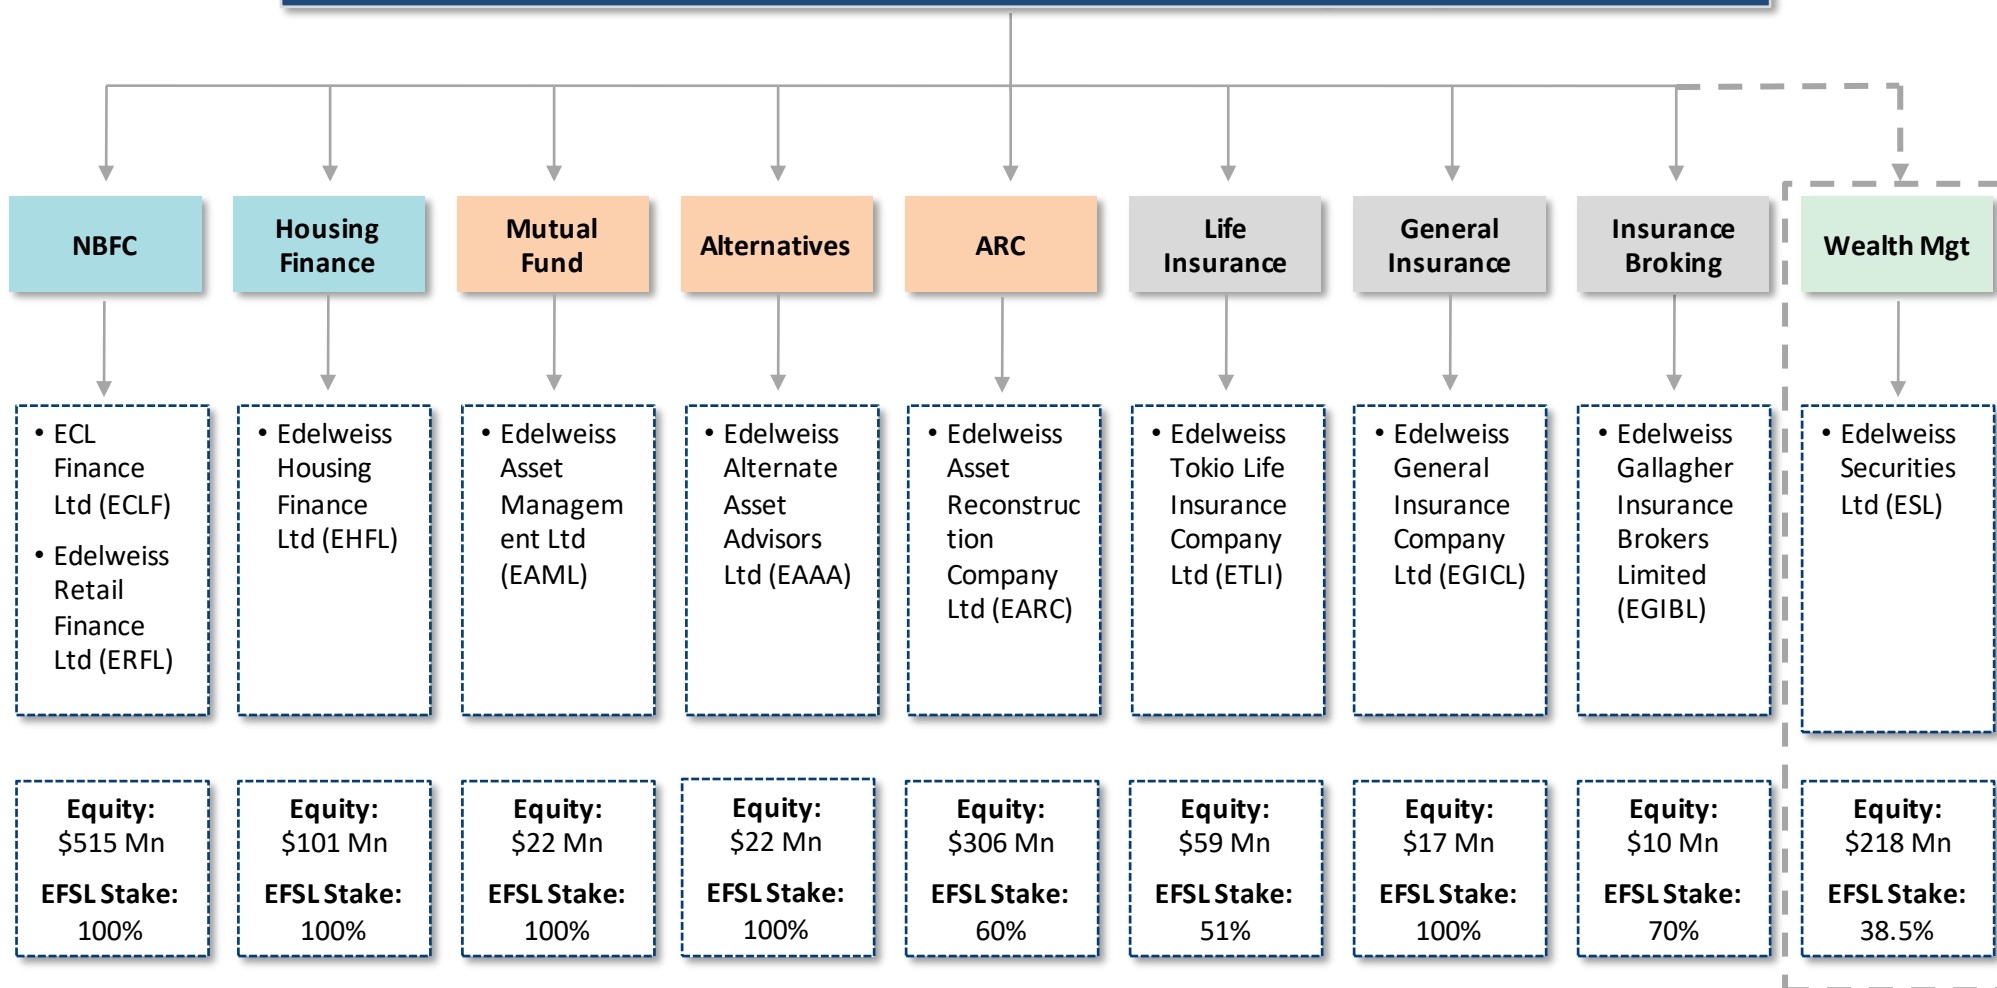 NBFC
Housing
Finance
Mutual
Fund
Alternatives
ARC
Life
Insurance
General
Insurance
Insurance
Broking
Wealth Mgt
• ECL
Finance
Ltd (ECLF)
• Edelweiss
Retail
Finance
Ltd (ERFL)
• Edelweiss
Housing
Finance
Ltd (EHFL)
• Edelweiss
Asset
Managem
ent Ltd
(EAML)
• Edelweiss
Alternate
Asset
Advisors
Ltd (EAAA)
• Edelweiss
Asset
Reconstruc
tion
Company
Ltd (EARC)
• Edelweiss
Tokio Life
Insurance
Company
Ltd (ETLI)
• Edelweiss
General
Insurance
Company
Ltd (EGICL)
• Edelweiss
Gallagher
Insurance
Brokers
Limited
(EGIBL)
• Edelweiss
Securities
Ltd (ESL)
Equity:
$515 Mn
EFSL Stake:
100%
Equity:
$101 Mn
EFSL Stake:
100%
Equity:
$22 Mn
EFSL Stake:
100%
Equity:
$22 Mn
EFSL Stake:
100%
Equity:
$306 Mn
EFSL Stake:
60%
Equity:
$59 Mn
EFSL Stake:
51%
Equity:
$17 Mn
EFSL Stake:
100%
Equity:
$10 Mn
EFSL Stake:
70%
Equity:
$218 Mn
EFSL Stake:
38.5%